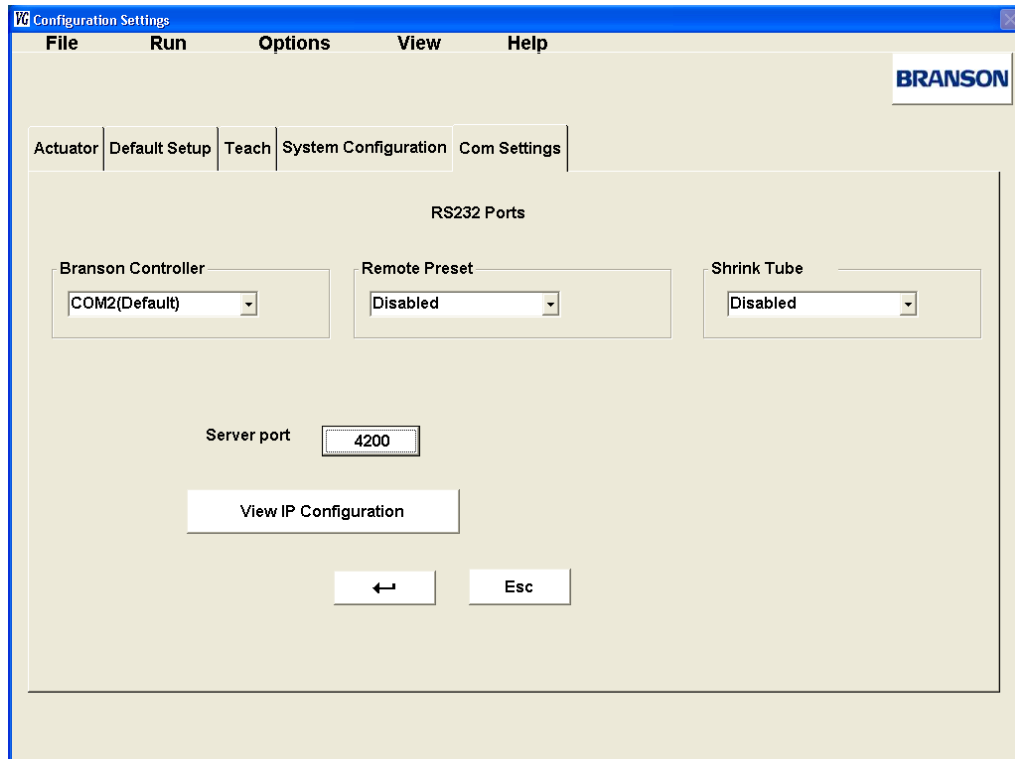 VG Configuration Settings
File Run Options View Help
BRANSON
Actuator Default Setup Teach System Configuration Com Settings
RS232 Ports
Branson Controller Remote Preset Shrink Tube
COM2(Default) Disabled Disabled
Server port 4200
View IP Configuration
Esc